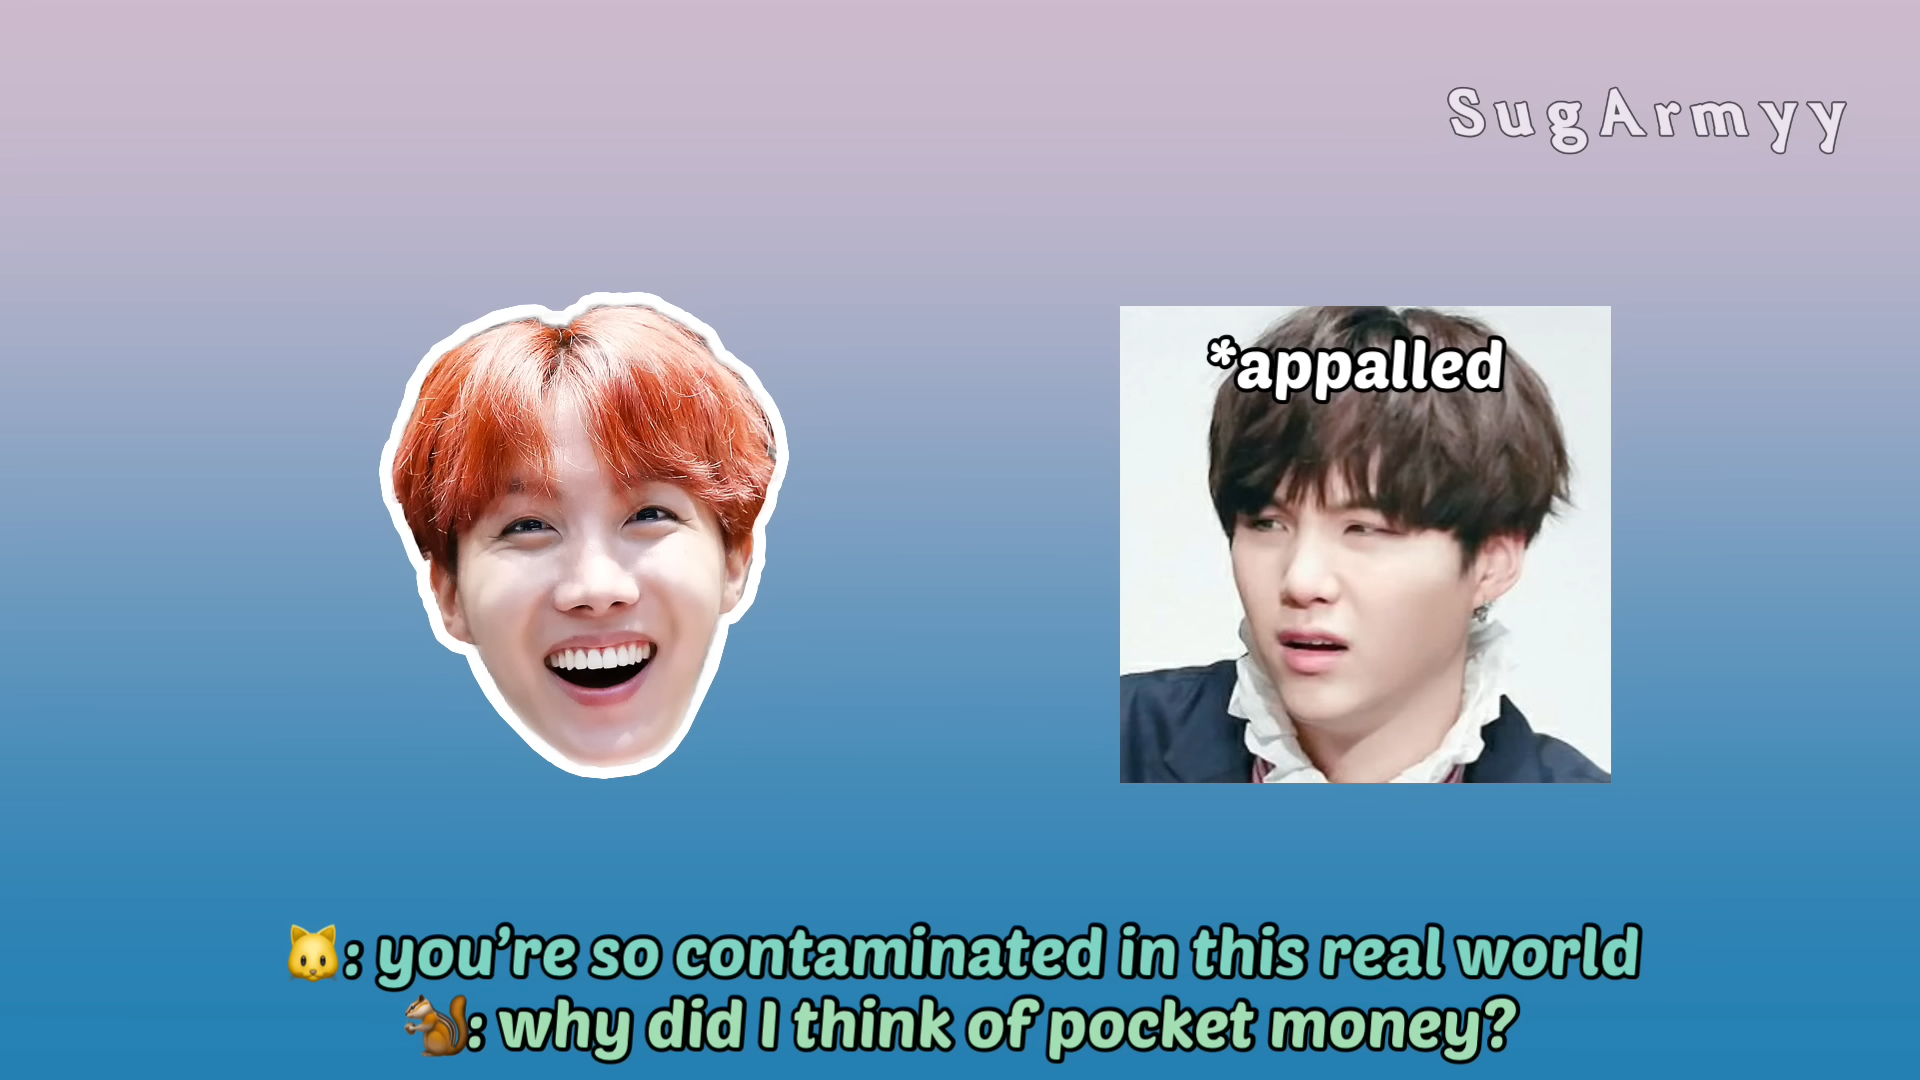 SugArmyy
*appalled
🐱: you're so contaminated in this real world
🐿️: why did I think of pocket money?